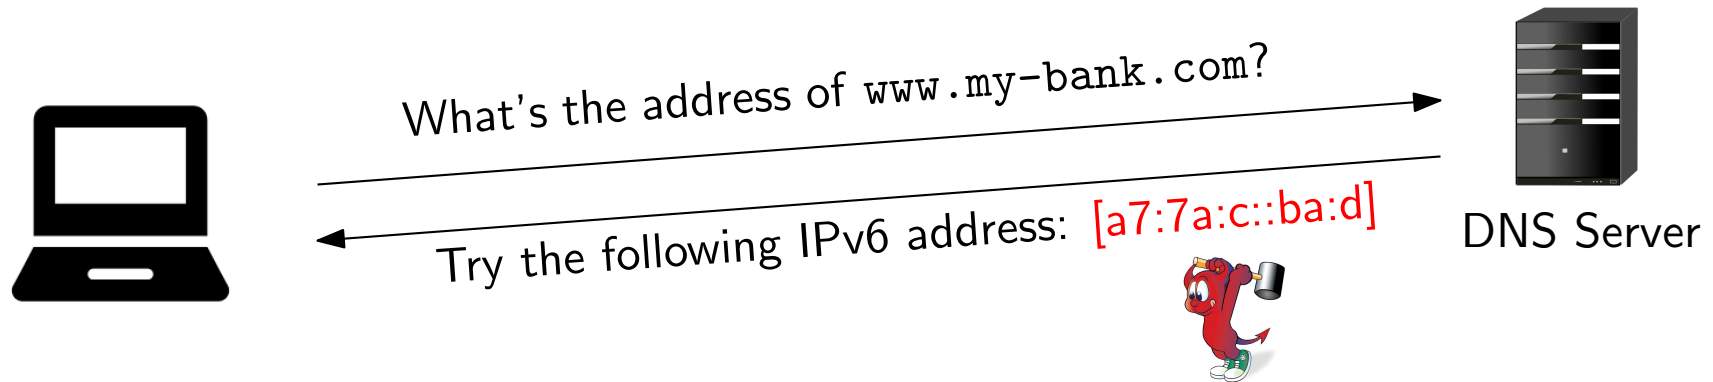 What's the address of www.my-bank.com?
Try the following IPv6 address: [a7:7a:c::ba:d]
DNS Server